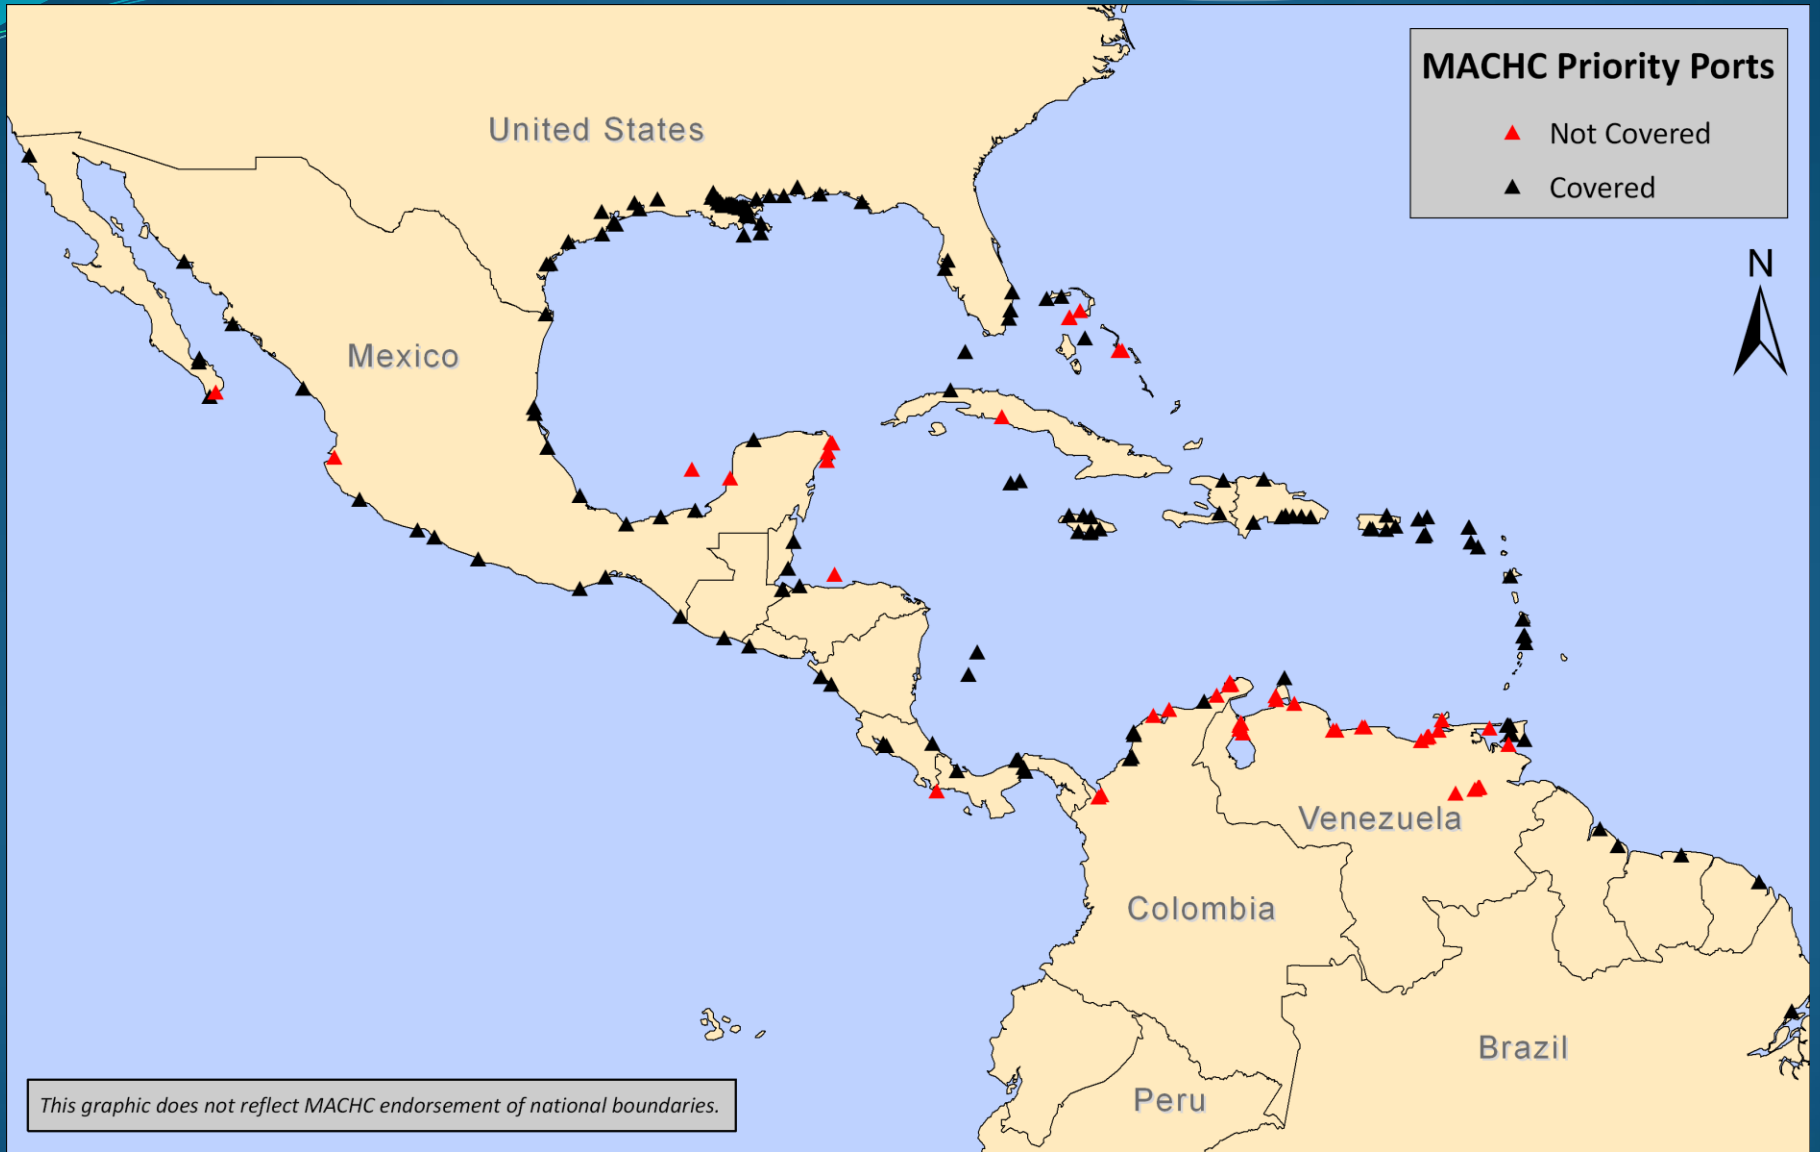 MACHC Priority Ports
Not Covered
Covered
United States
N
Mexico
Venezuela
Colombia
Brazil
Peru
This graphic does not reflect MACHC endorsement of national boundaries.